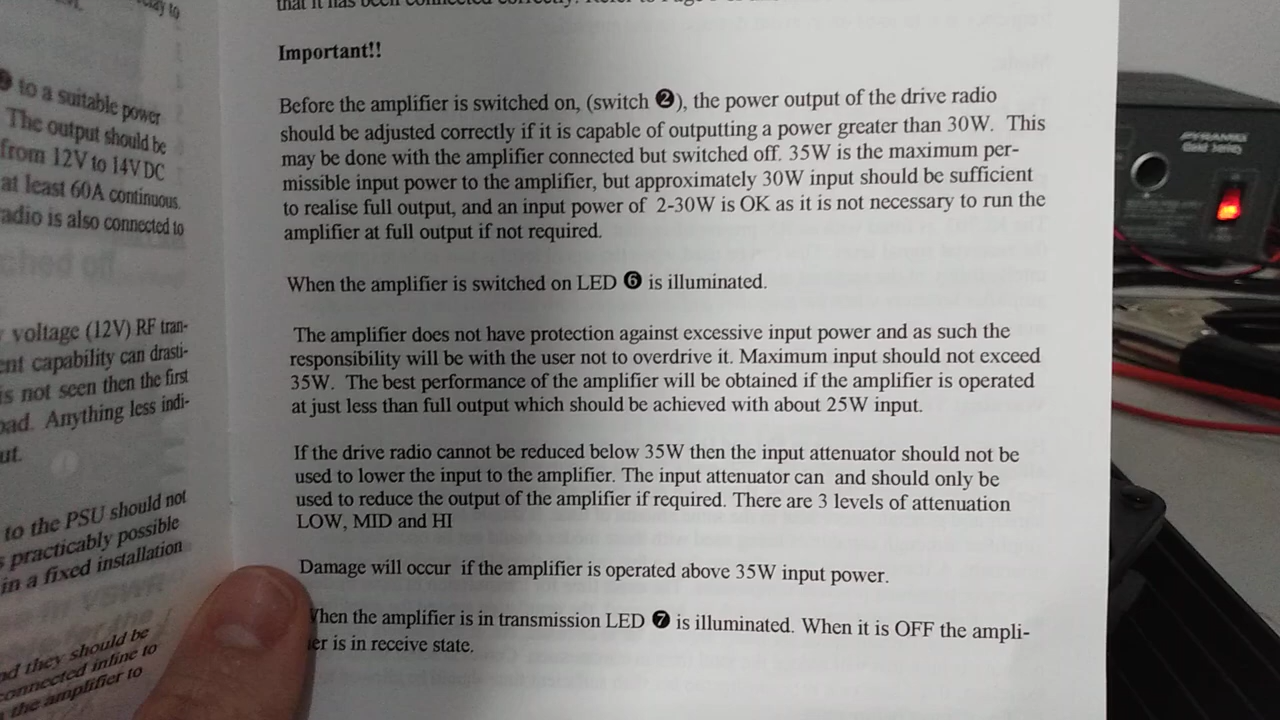 to a suitable power
The output should be
from 12V to 14V DC
at least 60A continuous.
radio is also connected to
voltage (12V) RF tran-
capability can drasti-
is not seen then the first
Anything less indi-
to the PSU should not
practicably possible
in a fixed installation
they should be
connected infine to
the amplifier to
that it has been connected correctly. Refer to Page
Important!!
Before the amplifier is switched on, (switch ❷), the power output of the drive radio
should be adjusted correctly if it is capable of outputting a power greater than 30W. This
may be done with the amplifier connected but switched off. 35W is the maximum per-
missible input power to the amplifier, but approximately 30W input should be sufficient
to realise full output, and an input power of 2-30W is OK as it is not necessary to run the
amplifier at full output if not required.
When the amplifier is switched on LED ❻ is illuminated.
The amplifier does not have protection against excessive input power and as such the
responsibility will be with the user not to overdrive it. Maximum input should not exceed
35W. The best performance of the amplifier will be obtained if the amplifier is operated
at just less than full output which should be achieved with about 25W input.
If the drive radio cannot be reduced below 35W then the input attenuator should not be
used to lower the input to the amplifier. The input attenuator can and should only be
used to reduce the output of the amplifier if required. There are 3 levels of attenuation
LOW, MID and HI
Damage will occur if the amplifier is operated above 35W input power.
When the amplifier is in transmission LED ❼ is illuminated. When it is OFF the ampli-
ier is in receive state.
PYRAMID
Gold Series